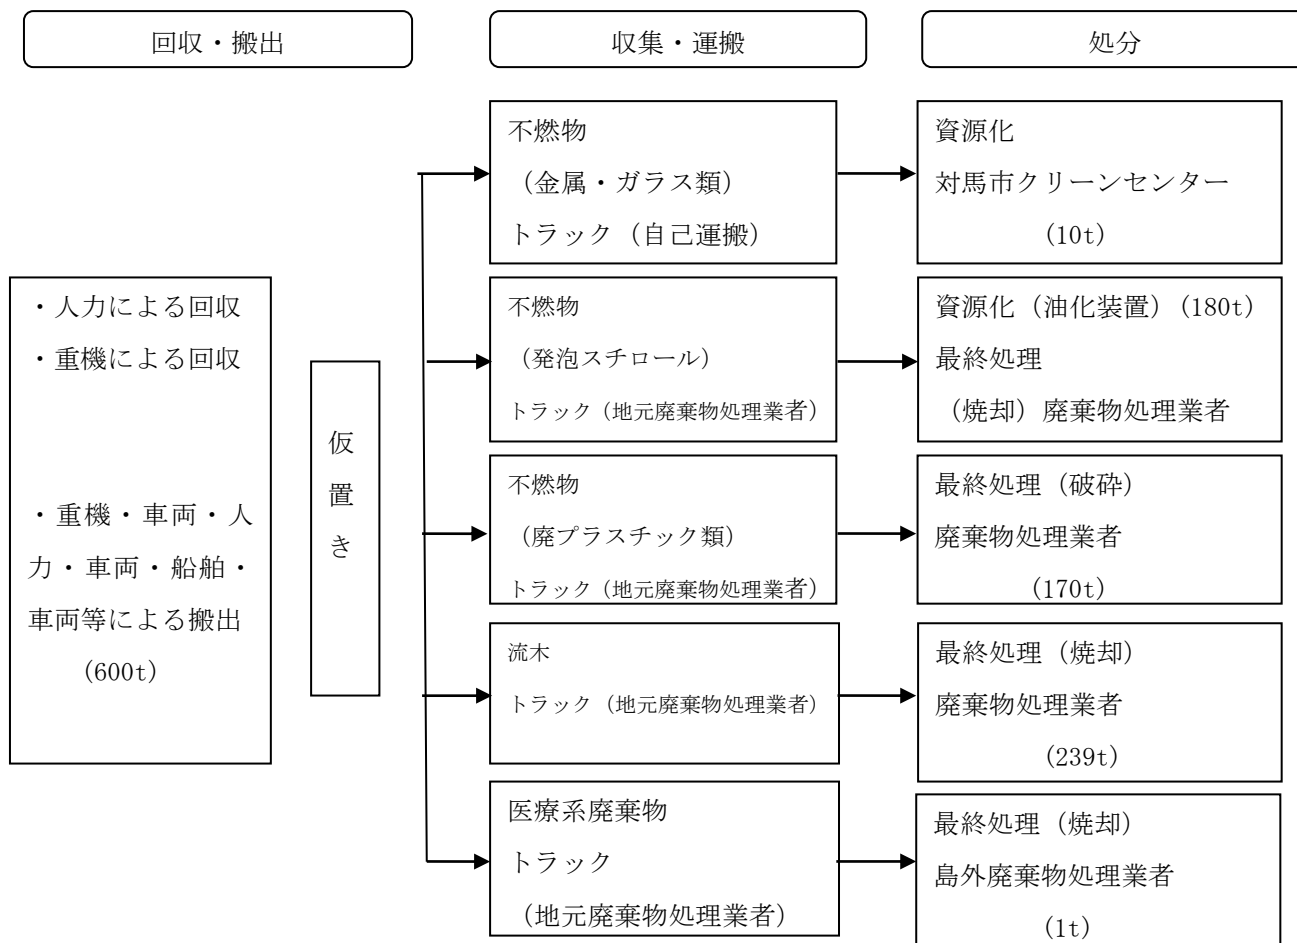 回収・搬出
収集・運搬
処分
・人力による回収
・重機による回収
・重機・車両・人
力・車両・船舶・
車両等による搬出
(600t)
仮
置
き
不燃物
（金属・ガラス類）
トラック（自己運搬）
資源化
対馬市クリーンセンター
(10t)
不燃物
（発泡スチロール）
トラック（地元廃棄物処理業者）
資源化（油化装置）(180t)
最終処理
（焼却）廃棄物処理業者
不燃物
（廃プラスチック類）
トラック（地元廃棄物処理業者）
最終処理（破砕）
廃棄物処理業者
(170t)
流木
トラック（地元廃棄物処理業者）
最終処理（焼却）
廃棄物処理業者
(239t)
医療系廃棄物
トラック
（地元廃棄物処理業者）
最終処理（焼却）
島外廃棄物処理業者
(1t)